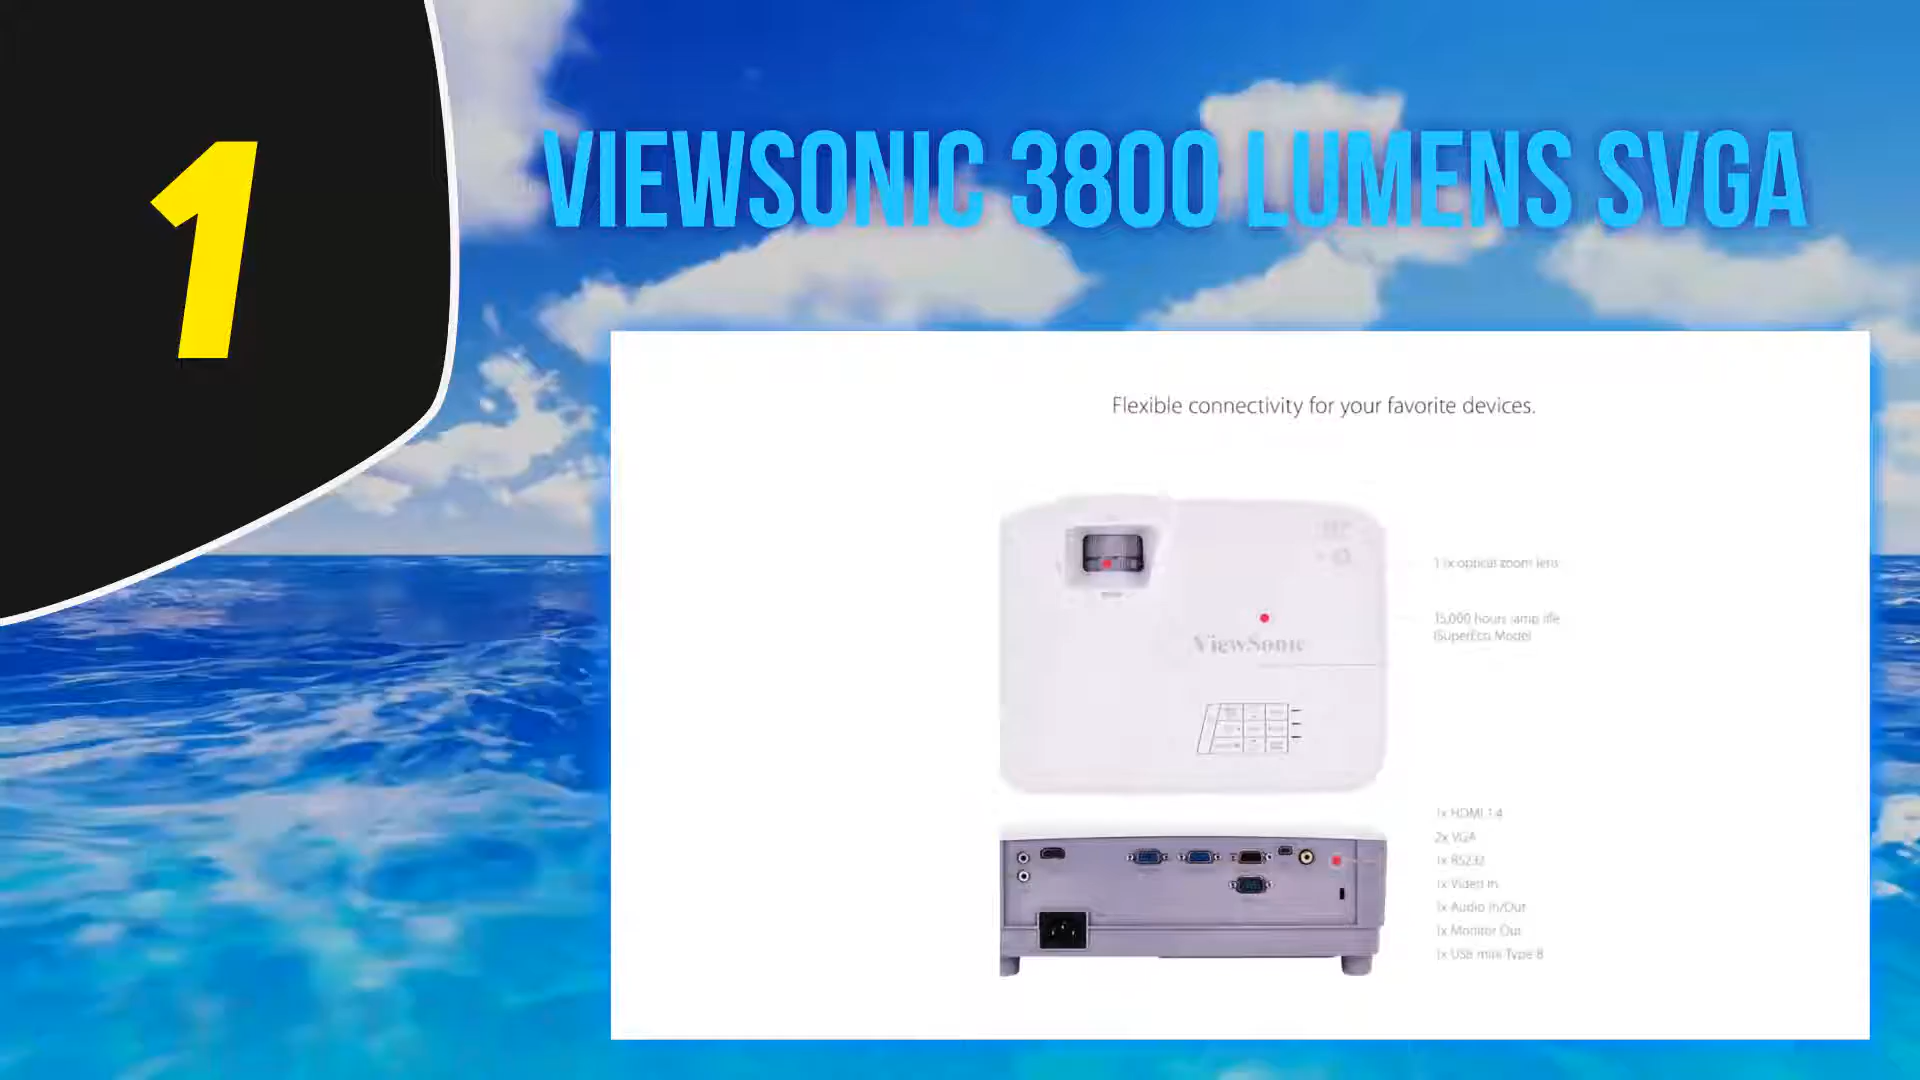 1
VIEWSONIC 3800 LUMENS SVGA
Flexible connectivity for your favorite devices.
1.1x optical zoom lens
15,000 hours lamp life
(SuperEco Mode)
ViewSonic
1x HDMI 1.4
2x VGA
1x RS232
1x Video In
1x Audio In/Out
1x Monitor Out
1x USB mini Type B